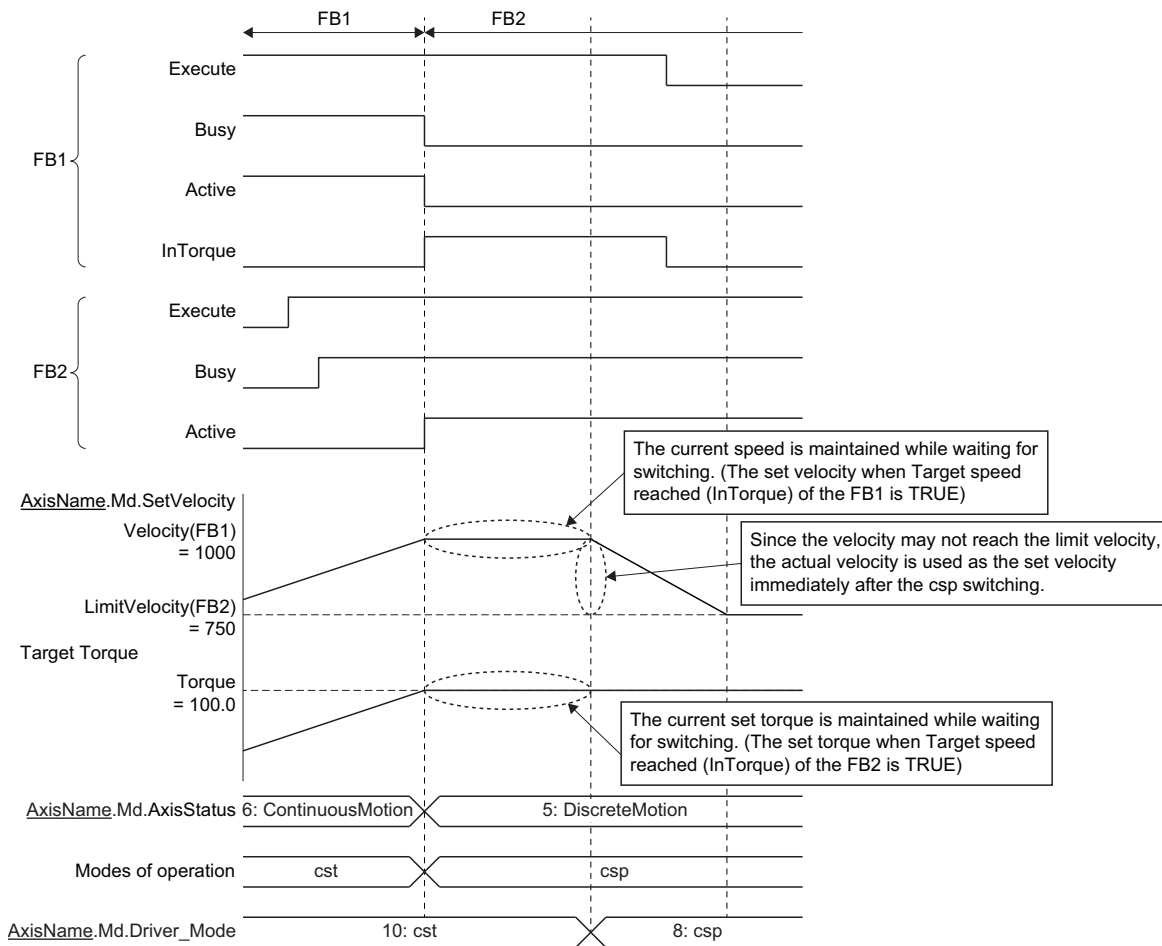 FB1
FB2
Execute
Busy
FB1
Active
InTorque
Execute
FB2
Busy
Active
The current speed is maintained while waiting for
switching. (The set velocity when Target speed
reached (InTorque) of the FB1 is TRUE)
AxisName.Md.SetVelocity
Velocity(FB1)
= 1000
Since the velocity may not reach the limit velocity,
the actual velocity is used as the set velocity
immediately after the csp switching.
LimitVelocity(FB2)
= 750
Target Torque
Torque
= 100.0
The current set torque is maintained while waiting
for switching. (The set torque when Target speed
reached (InTorque) of the FB2 is TRUE)
AxisName.Md.AxisStatus
6: ContinuousMotion
5: DiscreteMotion
Modes of operation
cst
csp
AxisName.Md.Driver_Mode
10: cst
8: csp